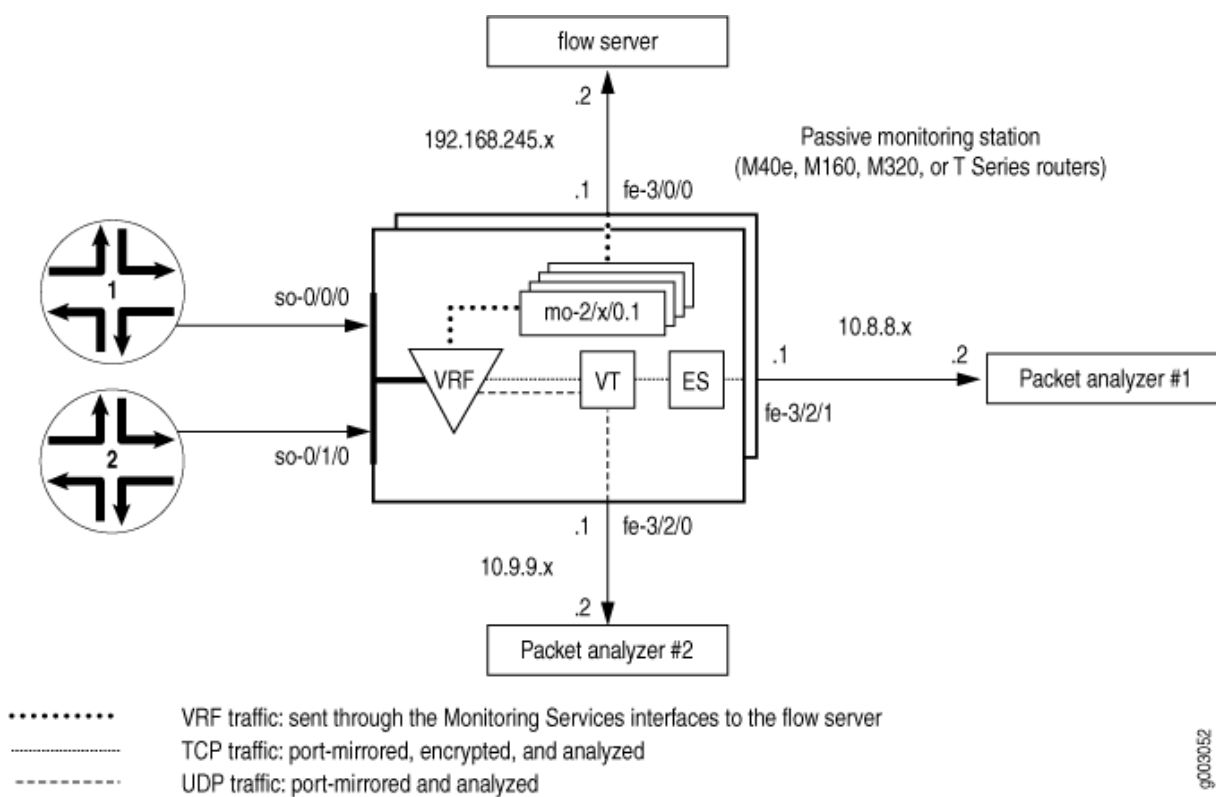 flow server
.2
192.168.245.x
Passive monitoring station
(M40e, M160, M320, or T Series routers)
.1 fe-3/0/0
1
so-0/0/0
mo-2/x/0.1
10.8.8.x
VRF
VT
ES
.1
.2
Packet analyzer #1
fe-3/2/1
2
so-0/1/0
.1 fe-3/2/0
10.9.9.x
.2
Packet analyzer #2
VRF traffic: sent through the Monitoring Services interfaces to the flow server
TCP traffic: port-mirrored, encrypted, and analyzed
UDP traffic: port-mirrored and analyzed
g003052